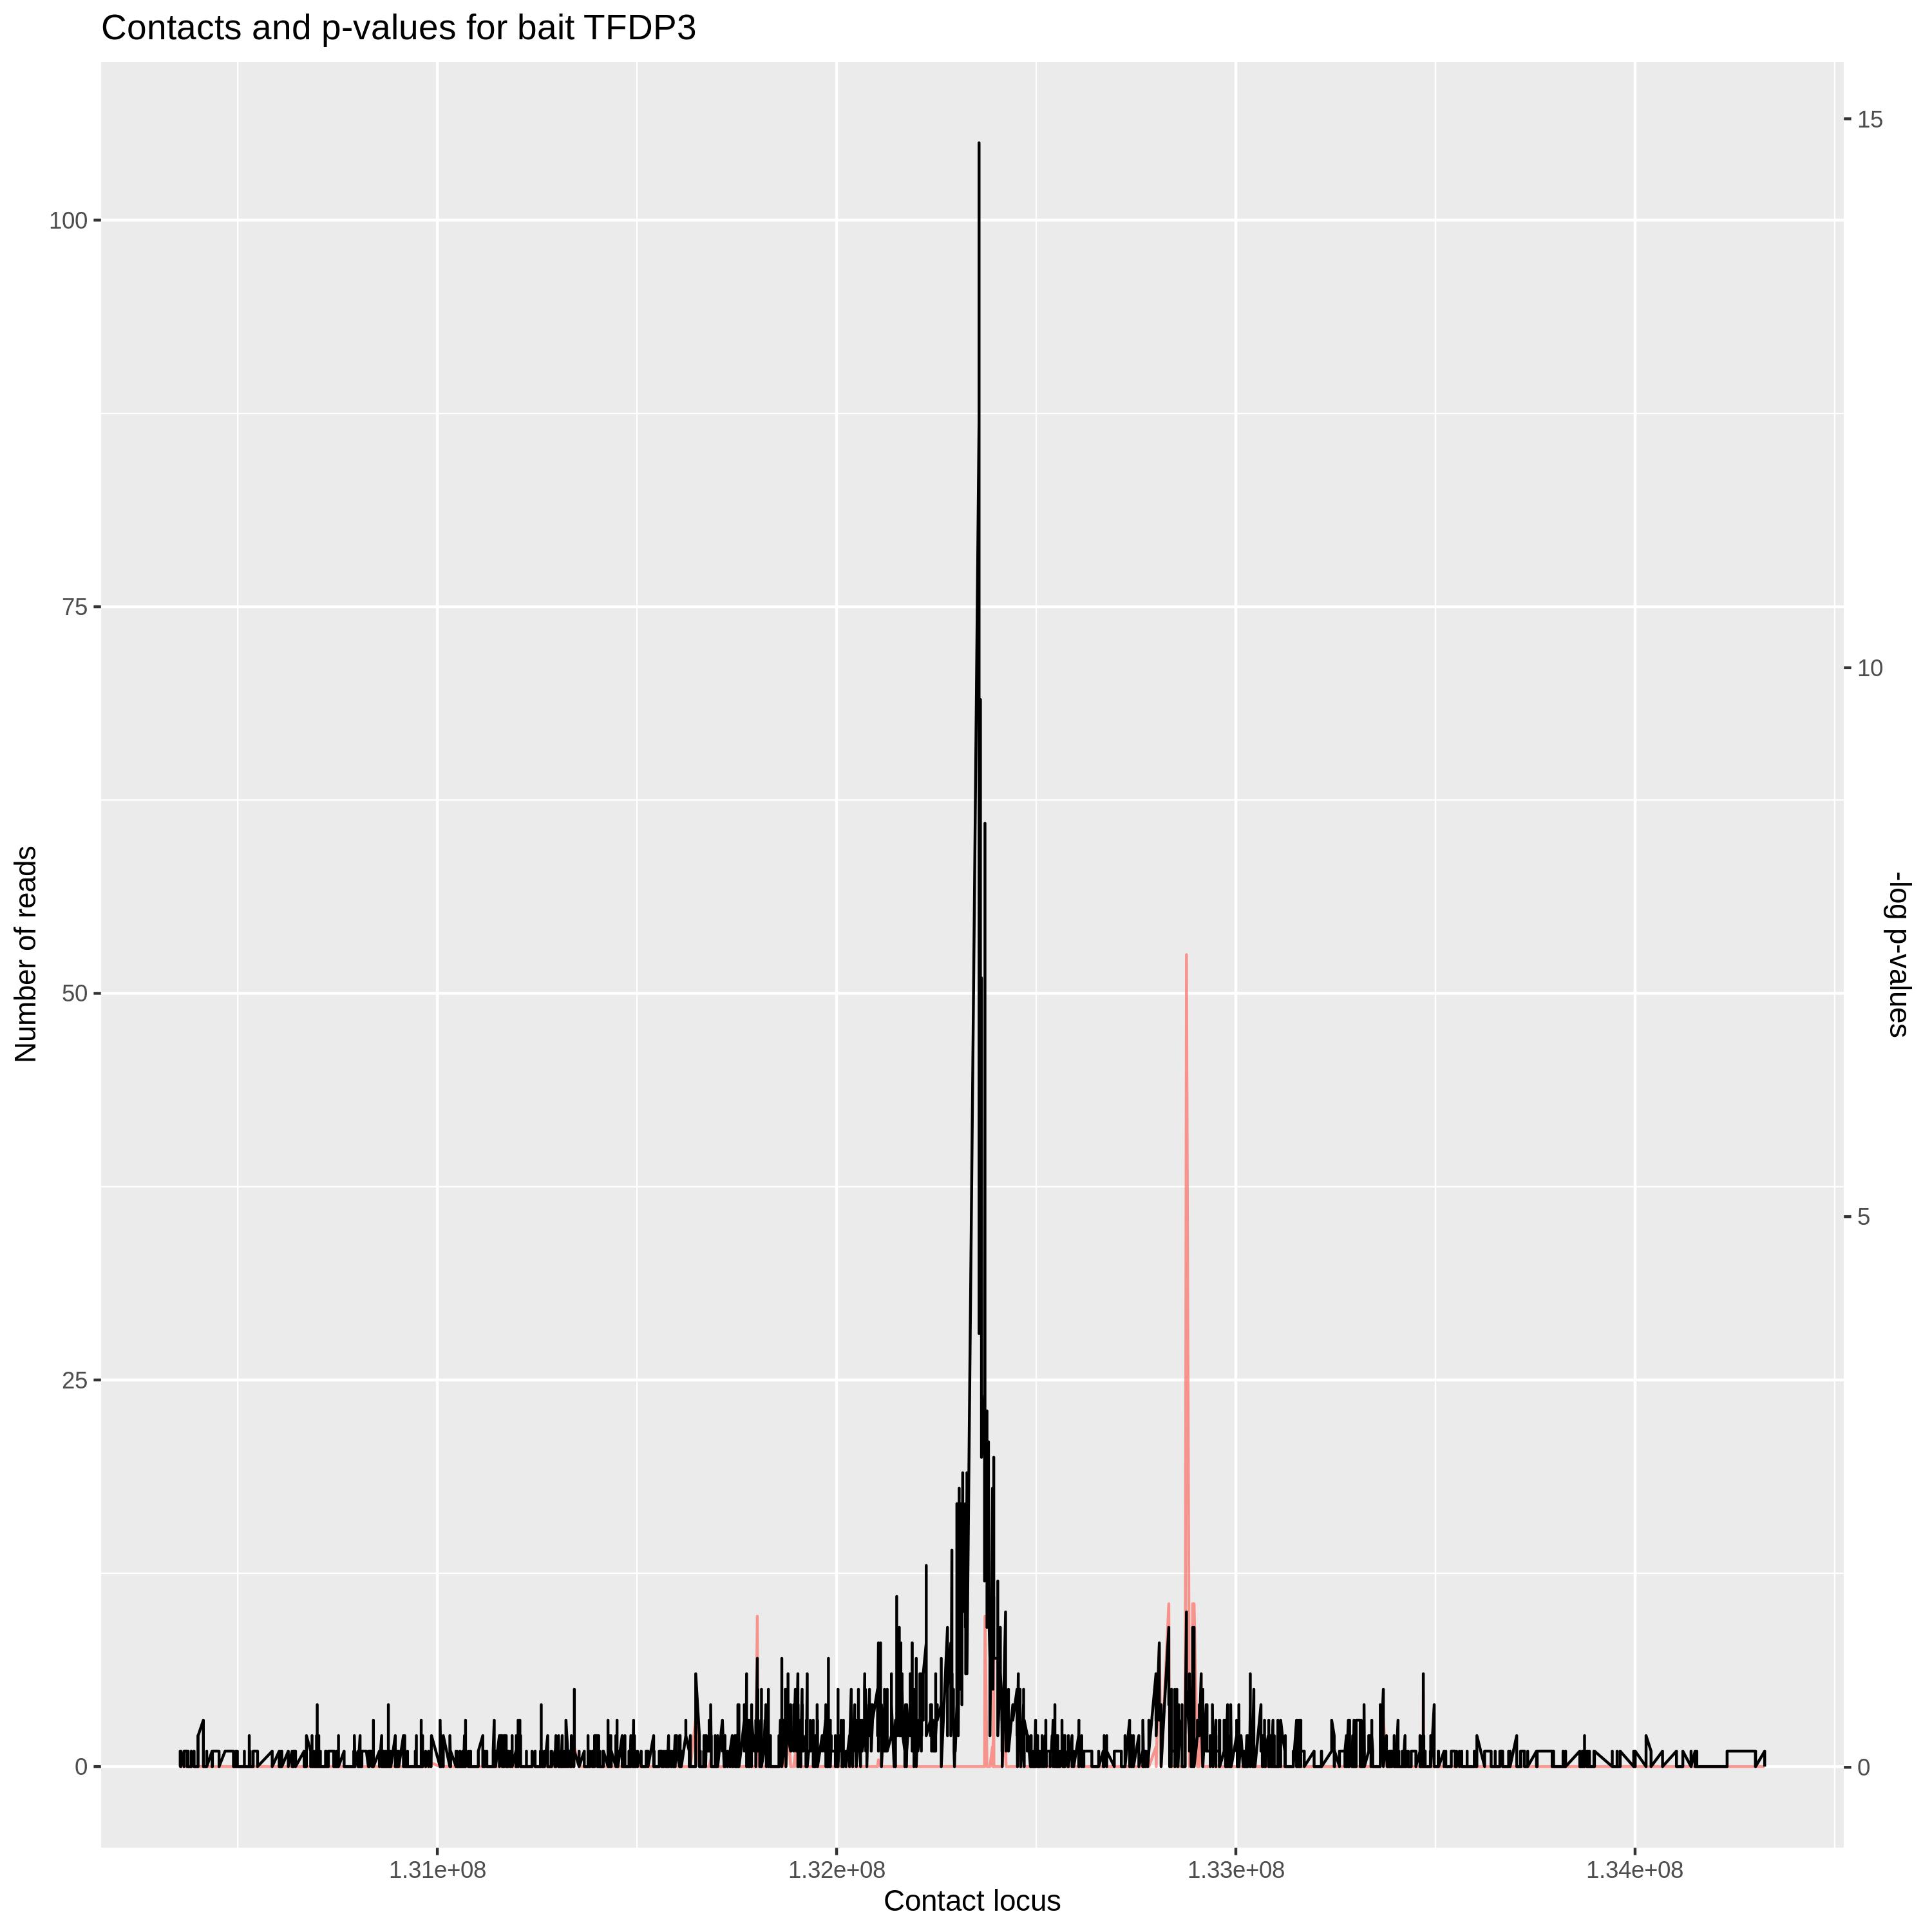 Contacts and p-values for bait TFDP3
100
75
50
25
0
15
10
5
0
Number of reads
-log p-values
1.31e+08
1.32e+08
1.33e+08
1.34e+08
Contact locus